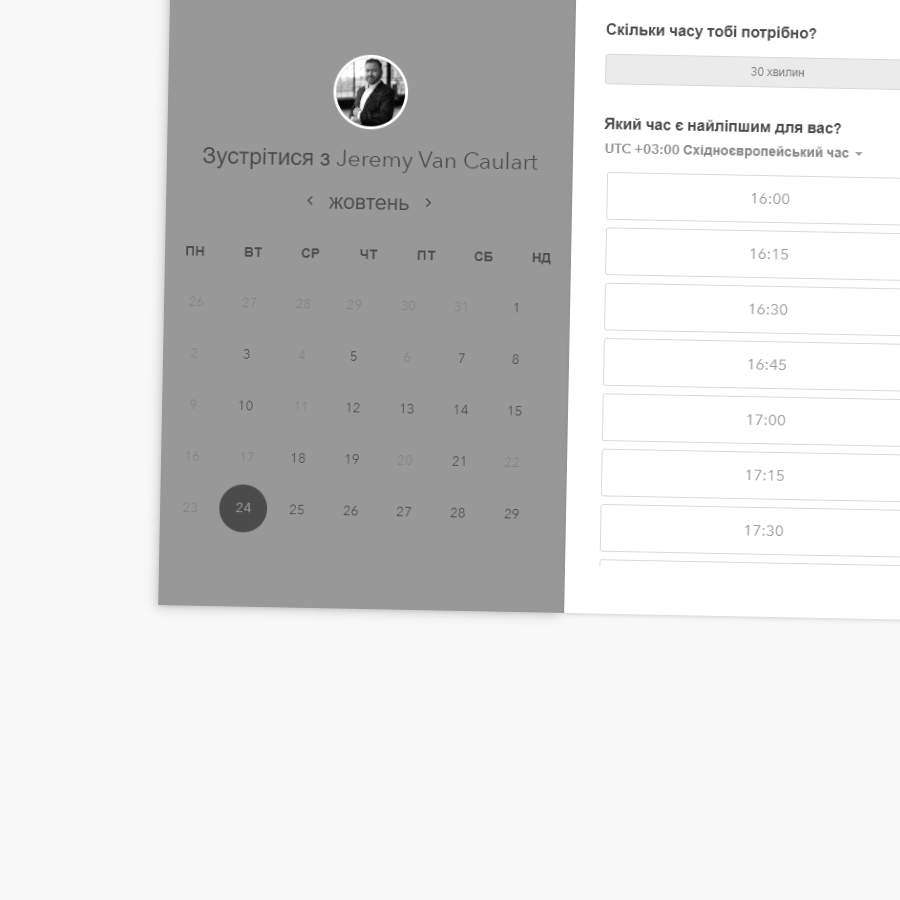 Зустрітися з Jeremy Van Caulart
жовтень
ПН ВТ СР ЧТ ПТ СБ НД
26 27 28 29 30 31 1
2 3 4 5 6 7 8
9 10 11 12 13 14 15
16 17 18 19 20 21 22
23 24 25 26 27 28 29
Скільки часу тобі потрібно?
30 хвилин
Який час є найліпшим для вас?
UTC +03:00 Східноєвропейський час
16:00
16:15
16:30
16:45
17:00
17:15
17:30